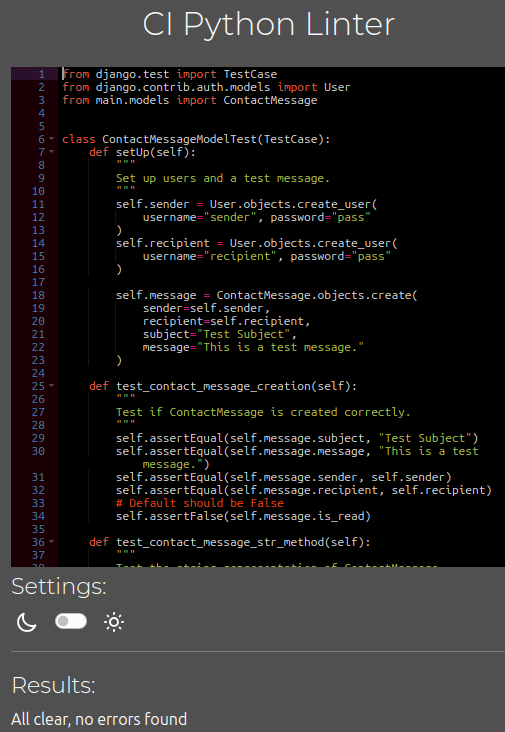 CI Python Linter
1 from django.test import TestCase
2 from django.contrib.auth.models import User
3 from main.models import ContactMessage
4
5
6 class ContactMessageModelTest(TestCase):
7     def setUp(self):
8         """
9         Set up users and a test message.
10         """
11         self.sender = User.objects.create_user(
12             username="sender", password="pass"
13         )
14         self.recipient = User.objects.create_user(
15             username="recipient", password="pass"
16         )
17
18         self.message = ContactMessage.objects.create(
19             sender=self.sender,
20             recipient=self.recipient,
21             subject="Test Subject",
22             message="This is a test message."
23         )
24
25     def test_contact_message_creation(self):
26         """
27         Test if ContactMessage is created correctly.
28         """
29         self.assertEqual(self.message.subject, "Test Subject")
30         self.assertEqual(self.message.message, "This is a test
message.")
31         self.assertEqual(self.message.sender, self.sender)
32         self.assertEqual(self.message.recipient, self.recipient)
33         # Default should be False
34         self.assertFalse(self.message.is_read)
35
36     def test_contact_message_str_method(self):
37         """
38         Test the string representation of ContactMessage
Settings:
Results:
All clear, no errors found